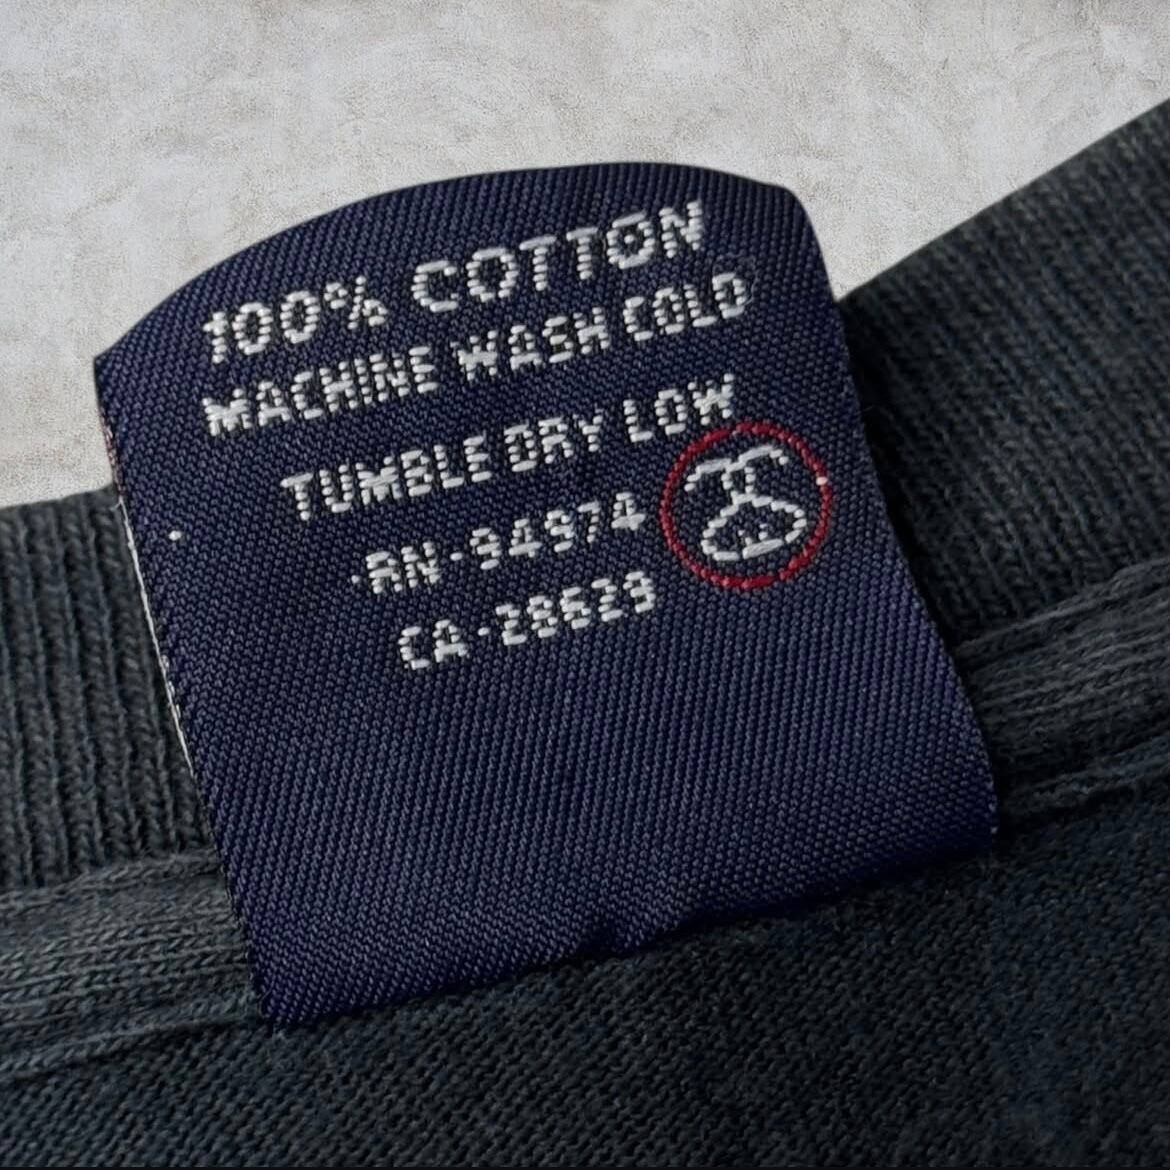 100% COTTON
MACHINE WASH COLD
TUMBLE DRY LOW
RN-94974
CA-28629